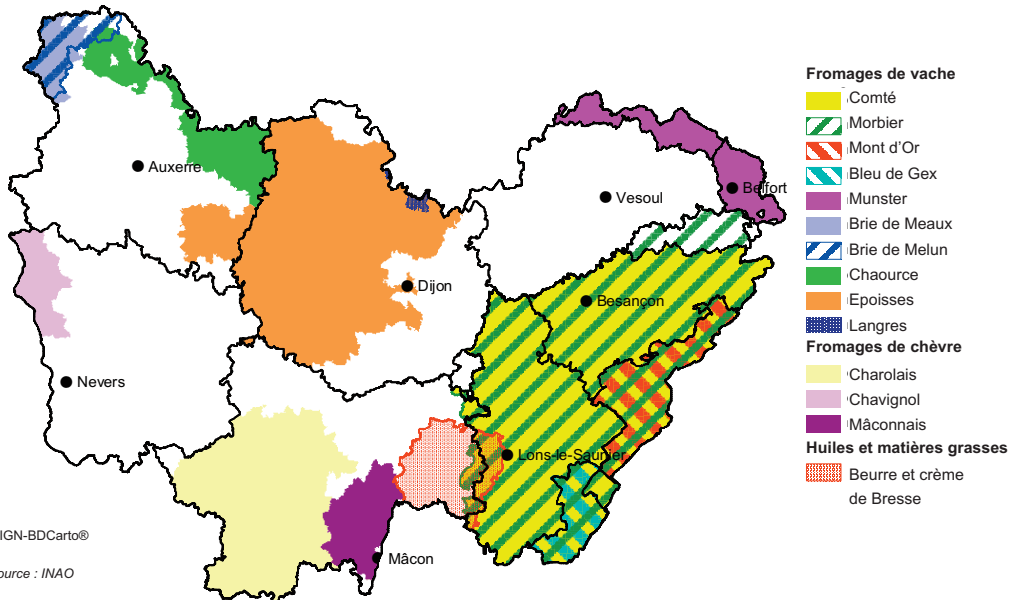 Auxerre
Vesoul
Belfort
Dijon
Besançon
Nevers
Lons-le-Saunier
Mâcon
IGN-BDCarto®
ource : INAO
Fromages de vache
Comté
Morbier
Mont d'Or
Bleu de Gex
Munster
Brie de Meaux
Brie de Melun
Chaource
Epoisses
Langres
Fromages de chèvre
Charolais
Chavignol
Mâconnais
Huiles et matières grasses
Beurre et crème
de Bresse